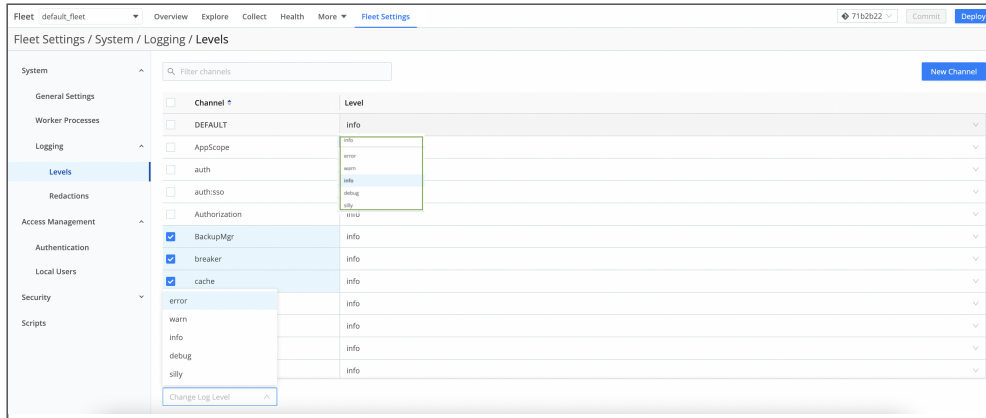 Fleet default_fleet Overview Explore Collect Health More Fleet Settings 71b2b22 Commit Deploy
Fleet Settings / System / Logging / Levels
System
General Settings
Worker Processes
Logging
Levels
Redactions
Access Management
Authentication
Local Users
Security
Scripts
Filter channels New Channel
Channel Level
DEFAULT info
AppScope
auth
auth:sso
Authorization info
info
error
warn
info
debug
silly
BackupMgr info
breaker info
cache info
info
info
info
info
error
warn
info
debug
silly
Change Log Level